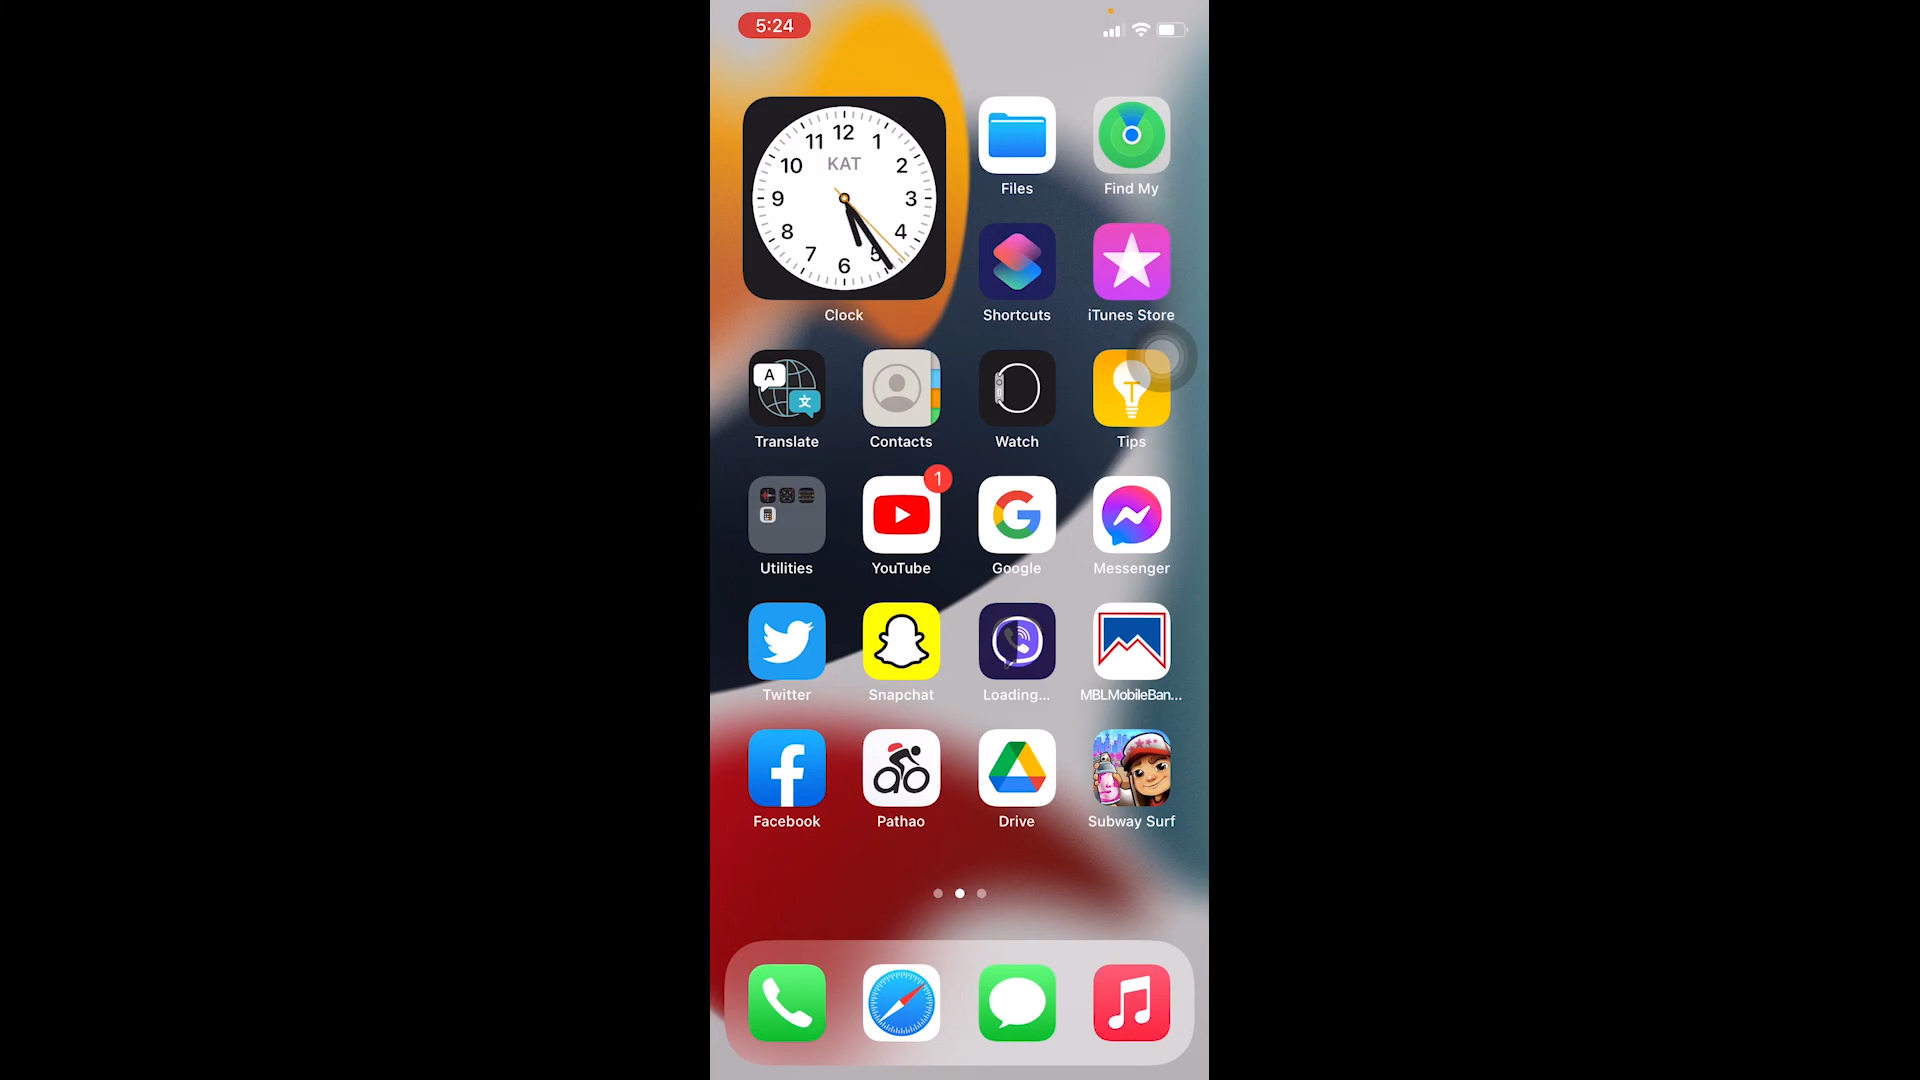 5:24
12
11
1
KAT
10
2
9
3
8
4
7
5
6
Clock
Files
Find My
Shortcuts
iTunes Store
A
文
Translate
Contacts
Watch
Tips
1
Utilities
YouTube
Google
Messenger
Twitter
Snapchat
Loading...
MBLMobileBan...
Facebook
Pathao
Drive
Subway Surf